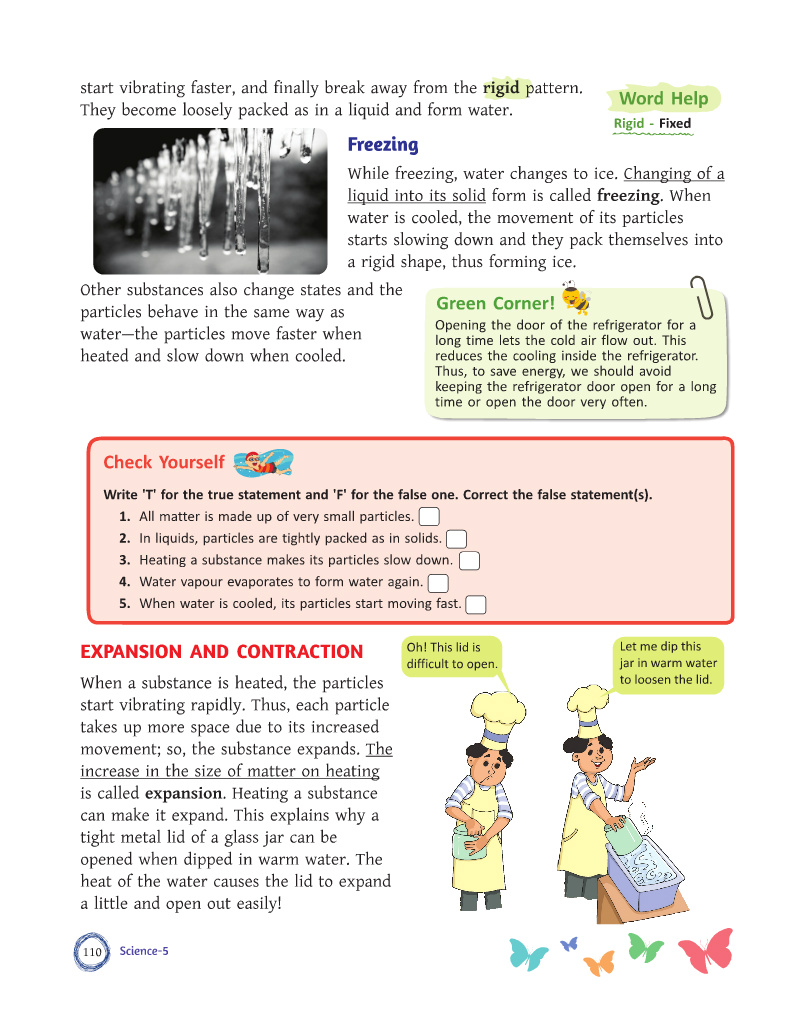 start vibrating faster, and finally break away from the rigid pattern.
They become loosely packed as in a liquid and form water.
Word Help
Rigid - Fixed
Freezing
While freezing, water changes to ice. Changing of a
liquid into its solid form is called freezing. When
water is cooled, the movement of its particles
starts slowing down and they pack themselves into
a rigid shape, thus forming ice.
Other substances also change states and the
particles behave in the same way as
water—the particles move faster when
heated and slow down when cooled.
Green Corner!
Opening the door of the refrigerator for a
long time lets the cold air flow out. This
reduces the cooling inside the refrigerator.
Thus, to save energy, we should avoid
keeping the refrigerator door open for a long
time or open the door very often.
Check Yourself
Write 'T' for the true statement and 'F' for the false one. Correct the false statement(s).
1. All matter is made up of very small particles.
2. In liquids, particles are tightly packed as in solids.
3. Heating a substance makes its particles slow down.
4. Water vapour evaporates to form water again.
5. When water is cooled, its particles start moving fast.
EXPANSION AND CONTRACTION
When a substance is heated, the particles
start vibrating rapidly. Thus, each particle
takes up more space due to its increased
movement; so, the substance expands. The
increase in the size of matter on heating
is called expansion. Heating a substance
can make it expand. This explains why a
tight metal lid of a glass jar can be
opened when dipped in warm water. The
heat of the water causes the lid to expand
a little and open out easily!
Oh! This lid is
difficult to open.
Let me dip this
jar in warm water
to loosen the lid.
110
Science-5